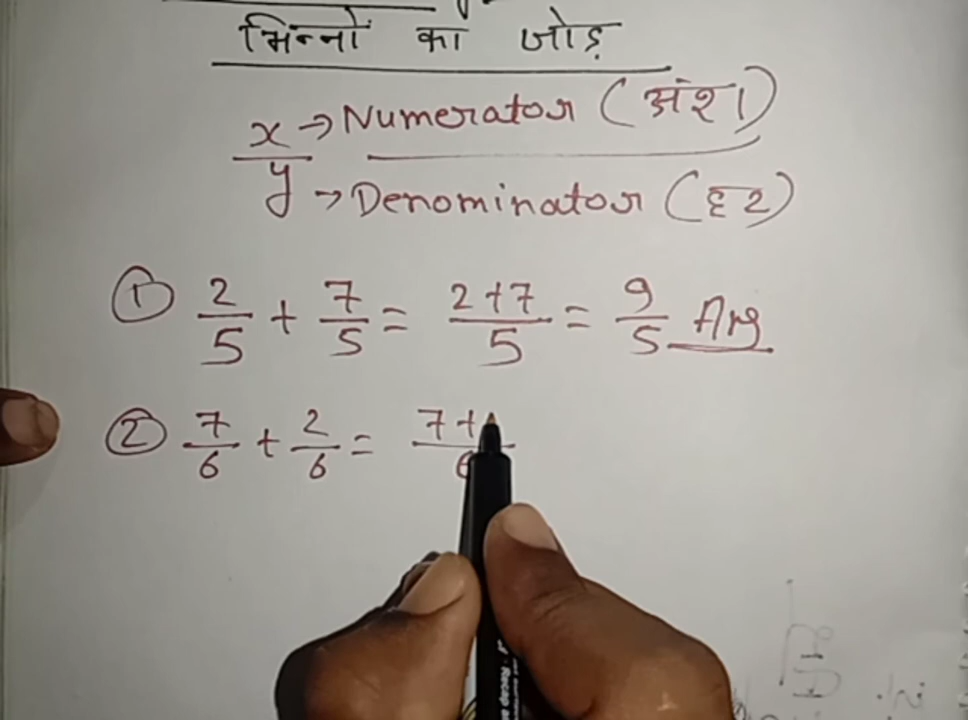 भिन्नों का जोड़
x → Numerator (अंश)
y → Denominator (हर)
① 2/5 + 7/5 = 2+7/5 = 9/5 Ans
② 7/6 + 2/6 = 7+/6